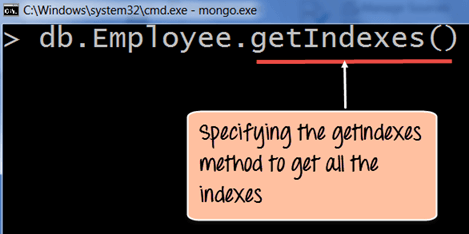 C:\Windows\system32\cmd.exe - mongo.exe
> db.Employee.getIndexes()
Specifying the getIndexes
method to get all the
indexes